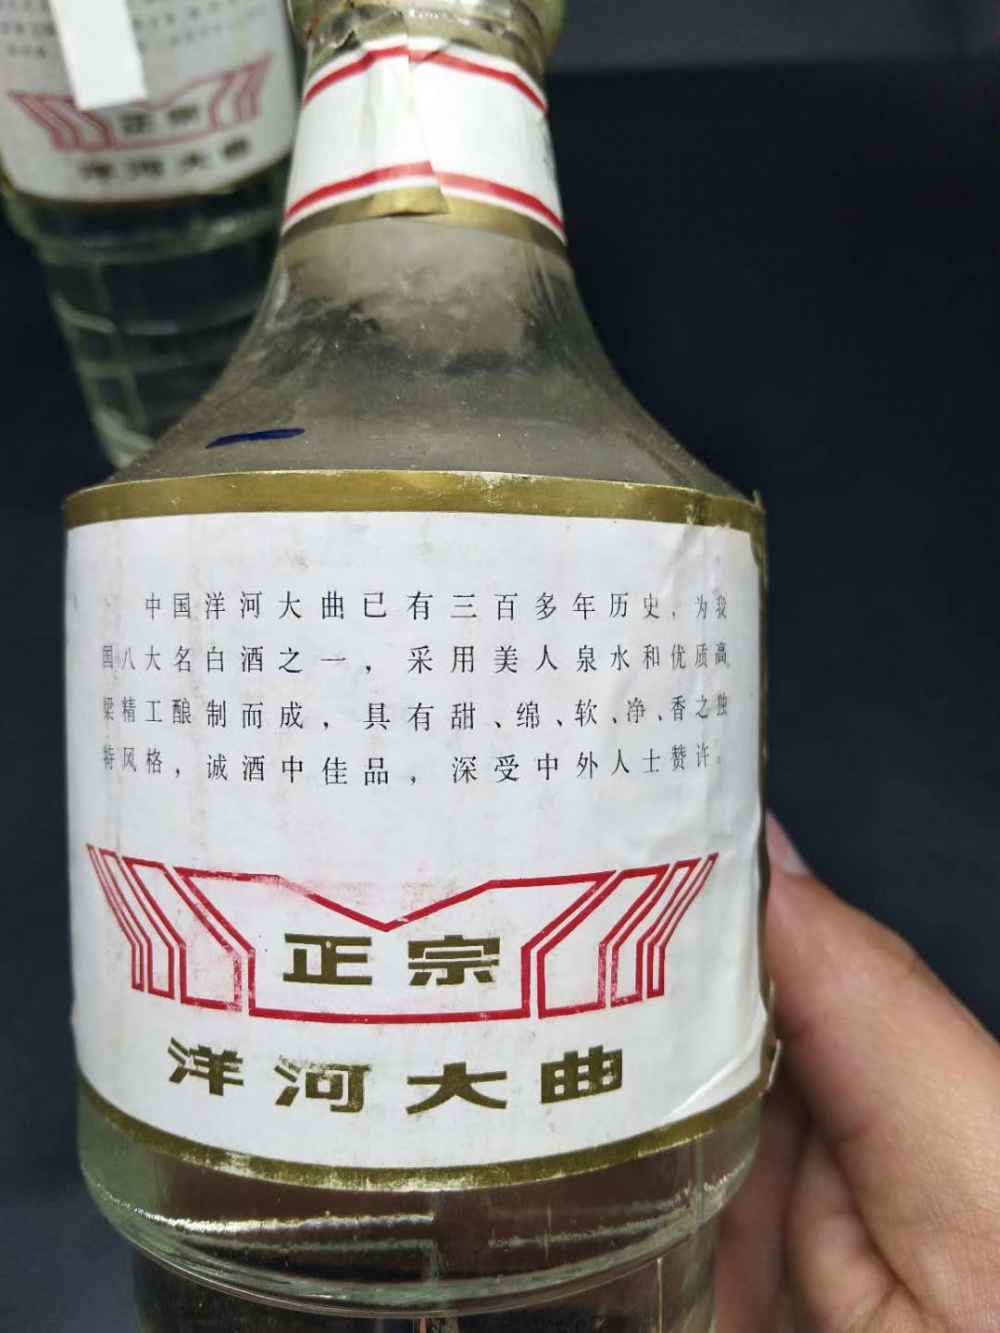 正宗
洋河大曲
中国洋河大曲已有三百多年历史，为我
国八大名白酒之一，采用美人泉水和优质高
粱精工酿制而成，具有甜、绵、软、净、香之独
特风格，诚酒中佳品，深受中外人士赞许。
正宗
洋河大曲